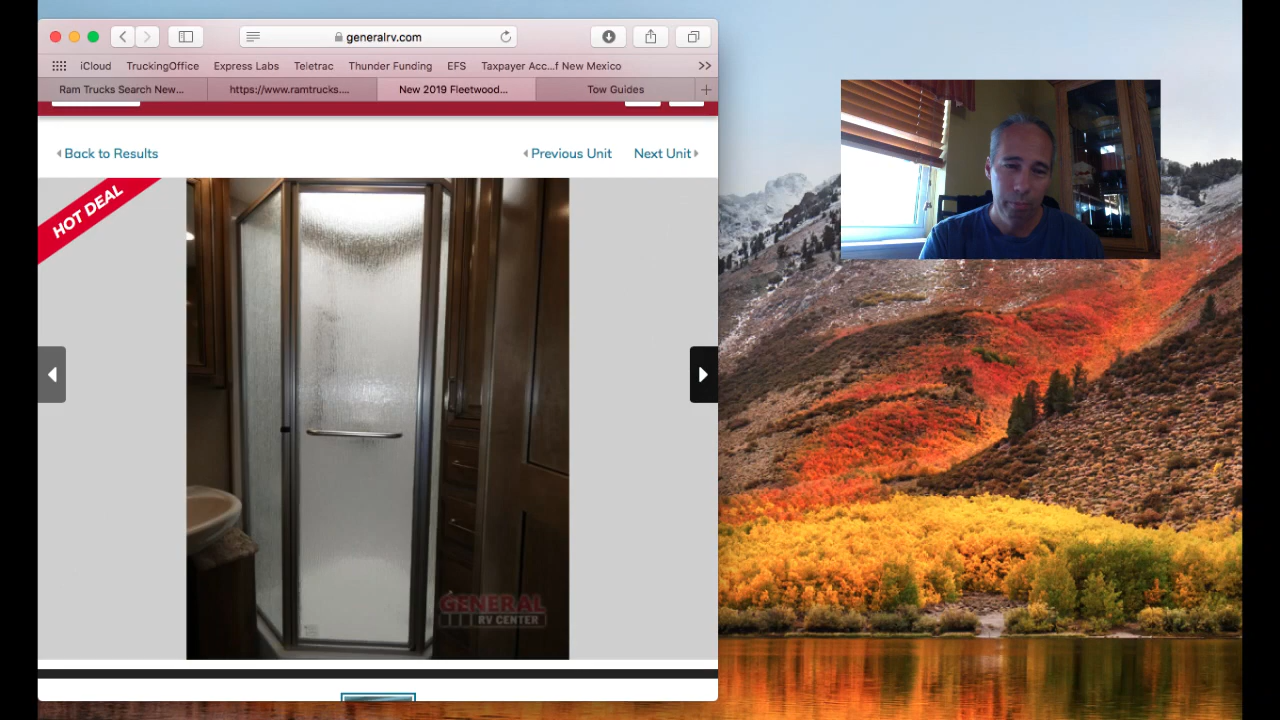 generalrv.com
iCloud TruckingOffice Express Labs Teletrac Thunder Funding EFS Taxpayer Acc...f New Mexico
Ram Trucks Search New... https://www.ramtrucks.... New 2019 Fleetwood... Tow Guides
Back to Results Previous Unit Next Unit
HOT DEAL
GENERAL
RV CENTER